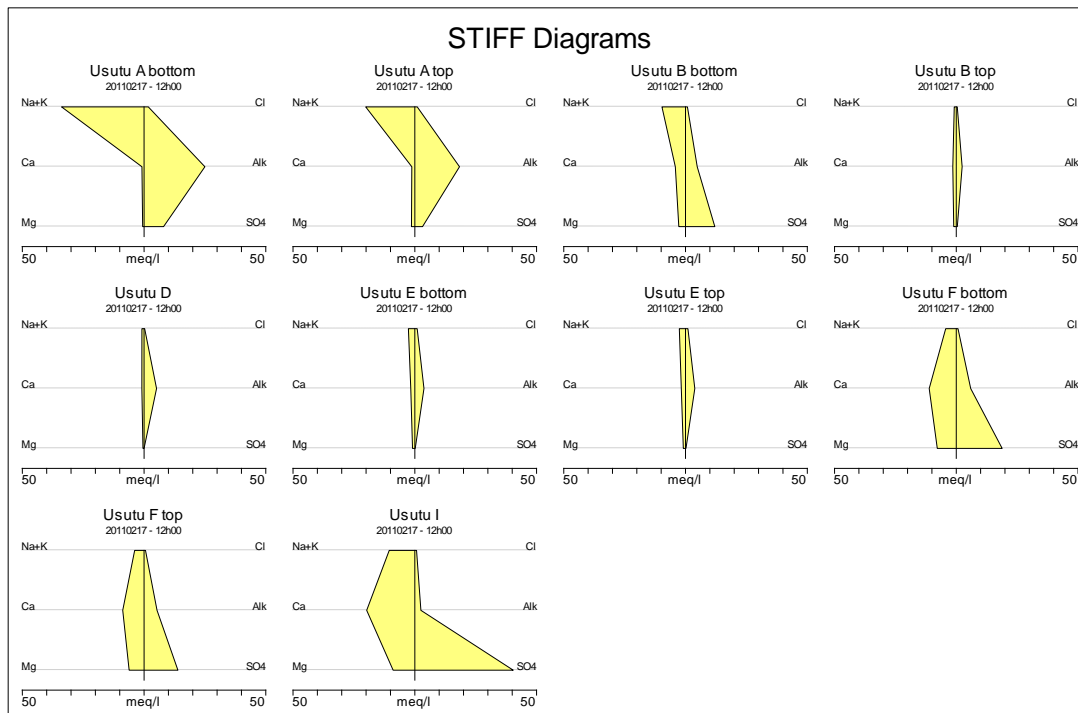 STIFF Diagrams
Usutu A bottom
20110217 - 12h00
Na+K Cl
Ca Alk
Mg SO4
50 meq/l 50
Usutu A top
20110217 - 12h00
Na+K Cl
Ca Alk
Mg SO4
50 meq/l 50
Usutu B bottom
20110217 - 12h00
Na+K Cl
Ca Alk
Mg SO4
50 meq/l 50
Usutu B top
20110217 - 12h00
Na+K Cl
Ca Alk
Mg SO4
50 meq/l 50
Usutu D
20110217 - 12h00
Na+K Cl
Ca Alk
Mg SO4
50 meq/l 50
Usutu E bottom
20110217 - 12h00
Na+K Cl
Ca Alk
Mg SO4
50 meq/l 50
Usutu E top
20110217 - 12h00
Na+K Cl
Ca Alk
Mg SO4
50 meq/l 50
Usutu F bottom
20110217 - 12h00
Na+K Cl
Ca Alk
Mg SO4
50 meq/l 50
Usutu F top
20110217 - 12h00
Na+K Cl
Ca Alk
Mg SO4
50 meq/l 50
Usutu I
20110217 - 12h00
Na+K Cl
Ca Alk
Mg SO4
50 meq/l 50